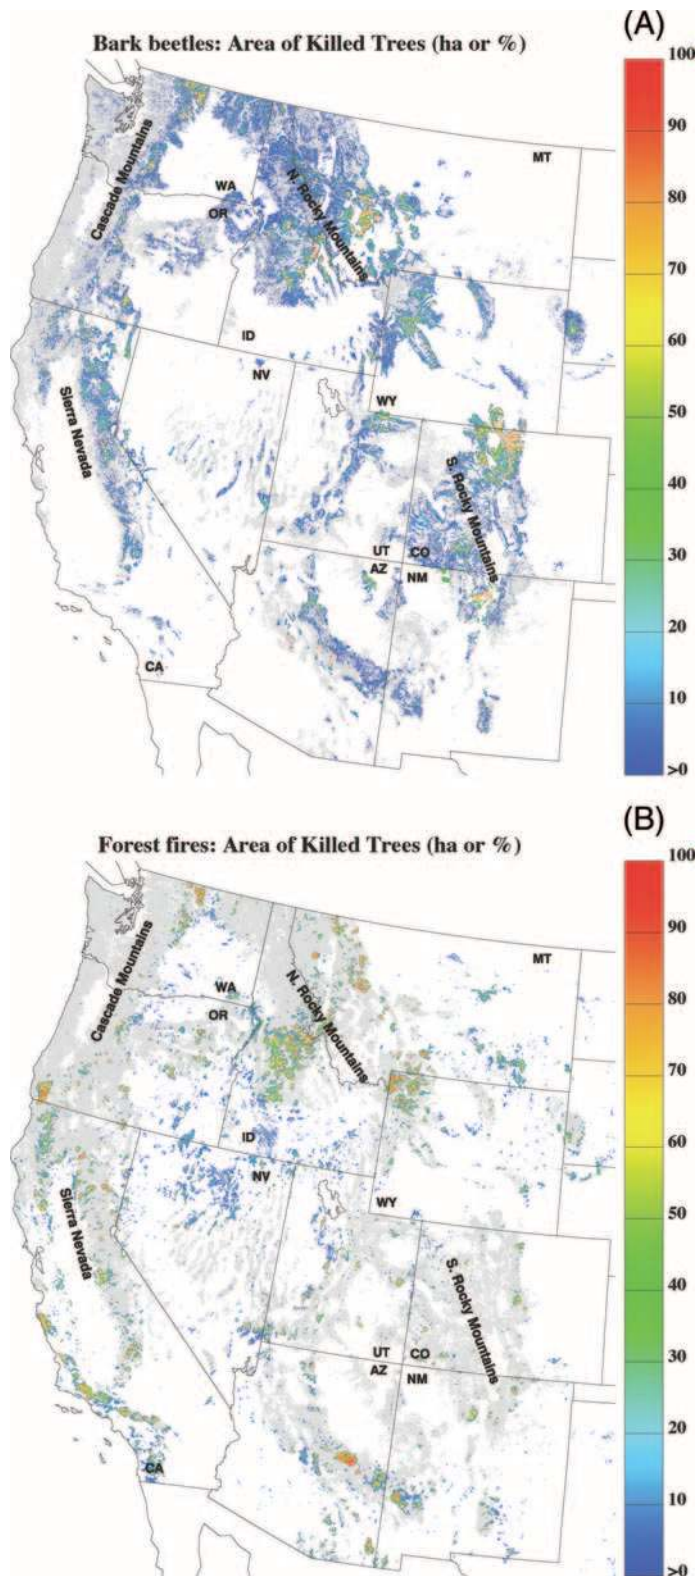 (A)
Bark beetles: Area of Killed Trees (ha or %)
100
90
80
70
60
50
40
30
20
10
>0
Cascade Mountains
N. Rocky Mountains
MT
WA
OR
ID
NV
WY
Sierra Nevada
S. Rocky Mountains
UT
CO
AZ
NM
CA
(B)
Forest fires: Area of Killed Trees (ha or %)
100
90
80
70
60
50
40
30
20
10
>0
Cascade Mountains
N. Rocky Mountains
MT
WA
OR
ID
NV
WY
Sierra Nevada
S. Rocky Mountains
UT
CO
AZ
NM
CA